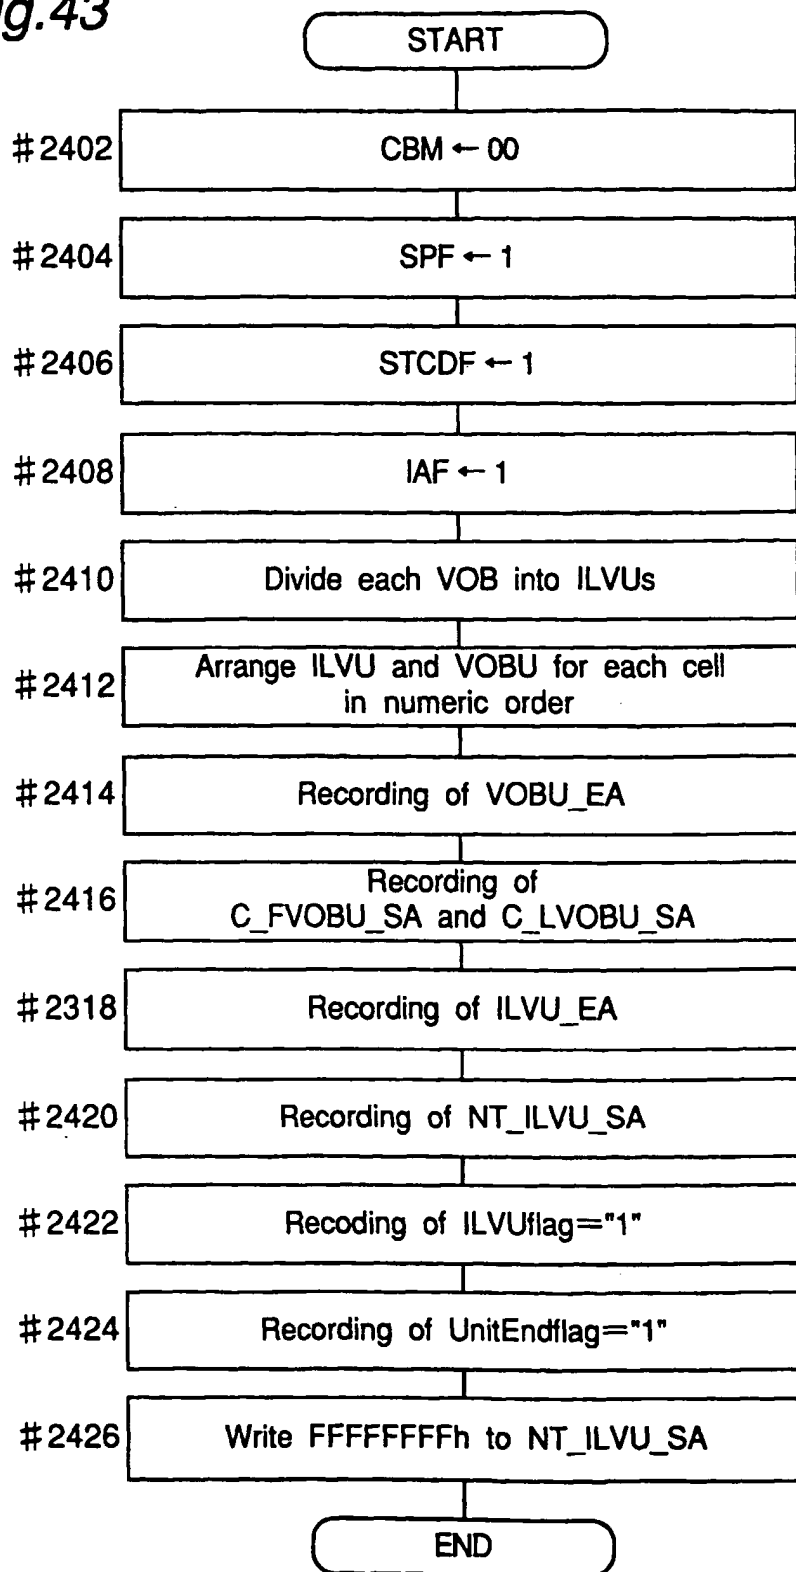 g.43
START
#2402 CBM ← 00
#2404 SPF ← 1
#2406 STCDF ← 1
#2408 IAF ← 1
#2410 Divide each VOB into ILVUs
#2412 Arrange ILVU and VOBU for each cell
in numeric order
#2414 Recording of VOBU_EA
#2416 Recording of
C_FVOBU_SA and C_LVOBU_SA
#2318 Recording of ILVU_EA
#2420 Recording of NT_ILVU_SA
#2422 Recoding of ILVUflag="1"
#2424 Recording of UnitEndflag="1"
#2426 Write FFFFFFFFh to NT_ILVU_SA
END